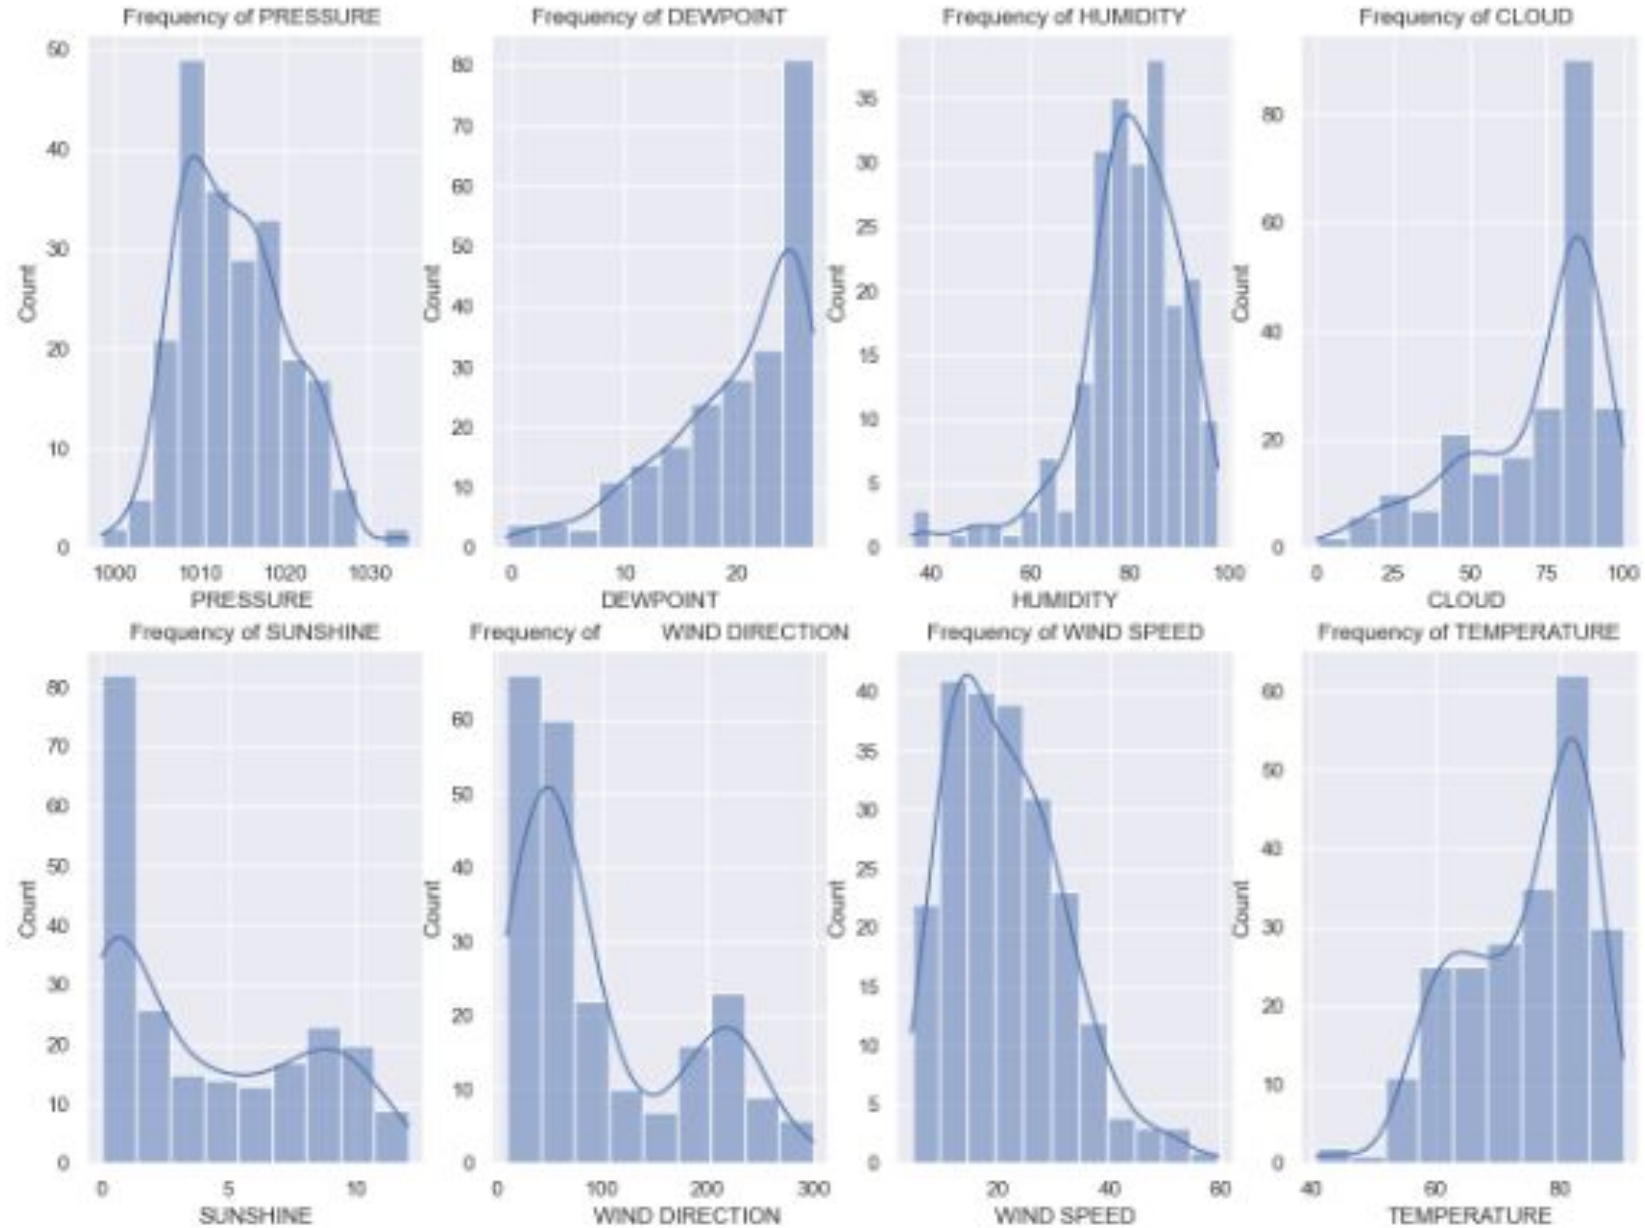 Frequency of PRESSURE
50
40
30
20
10
0
Count
1000 1010 1020 1030
PRESSURE
Frequency of DEWPOINT
80
70
60
50
40
30
20
10
0
Count
0 10 20
DEWPOINT
Frequency of HUMIDITY
35
30
25
20
15
10
5
0
Count
40 60 80 100
HUMIDITY
Frequency of CLOUD
80
60
40
20
0
Count
0 25 50 75 100
CLOUD
Frequency of SUNSHINE
80
70
60
50
40
30
20
10
0
Count
0 5 10
SUNSHINE
Frequency of WIND DIRECTION
60
50
40
30
20
10
0
Count
0 100 200 300
WIND DIRECTION
Frequency of WIND SPEED
40
35
30
25
20
15
10
5
0
Count
20 40 60
WIND SPEED
Frequency of TEMPERATURE
60
50
40
30
20
10
0
Count
40 60 80
TEMPERATURE